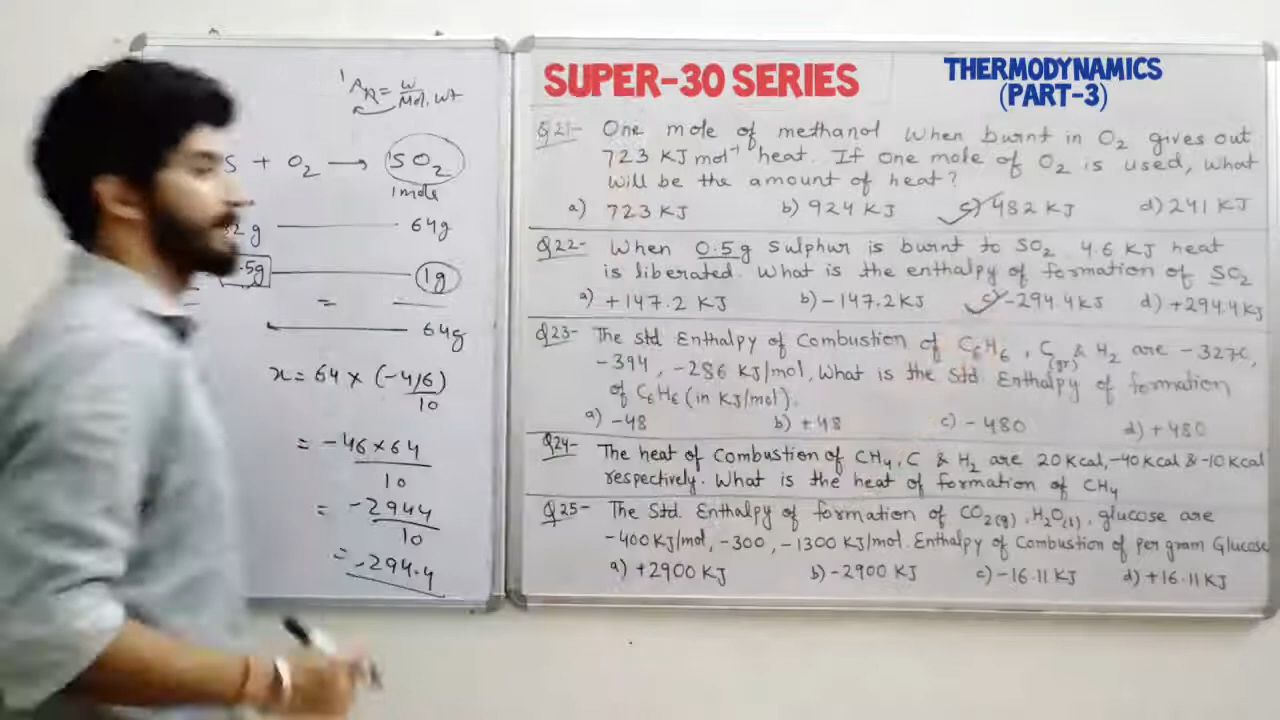 n = W
Mol. wt
S + O2 → SO2
1 mole
32g 64g
.5g 1g
= = 
64g
x = 64 × (-4/6)
10
= -46×64
10
= -2944
10
= -294.4
SUPER-30 SERIES
THERMODYNAMICS
(PART-3)
Q21- One mole of methanol when burnt in O2 gives out
723 KJ mol⁻¹ heat. If one mole of O2 is used, what
will be the amount of heat?
a) 723 KJ b) 924 KJ c) 482 KJ d) 241 KJ
Q22- When 0.5g Sulphur is burnt to SO2 4.6 KJ heat
is liberated. What is the enthalpy of formation of SO2
a) +147.2 KJ b) -147.2 KJ c) -294.4 KJ d) +294.4 KJ
Q23- The std Enthalpy of Combustion of C6H6, C(gr) & H2 are -3270,
-394, -286 KJ/mol, What is the Std Enthalpy of formation
of C6H6 (in KJ/mol).
a) -48 b) +48 c) -480 d) +480
Q24- The heat of Combustion of CH4, C & H2 are 20 Kcal, -40 Kcal & -10 Kcal
respectively. What is the heat of formation of CH4
Q25- The Std. Enthalpy of formation of CO2(g), H2O(l), glucose are
-400 KJ/mol, -300, -1300 KJ/mol. Enthalpy of Combustion of per gram Glucose
a) +2900 KJ b) -2900 KJ c) -16.11 KJ d) +16.11 KJ